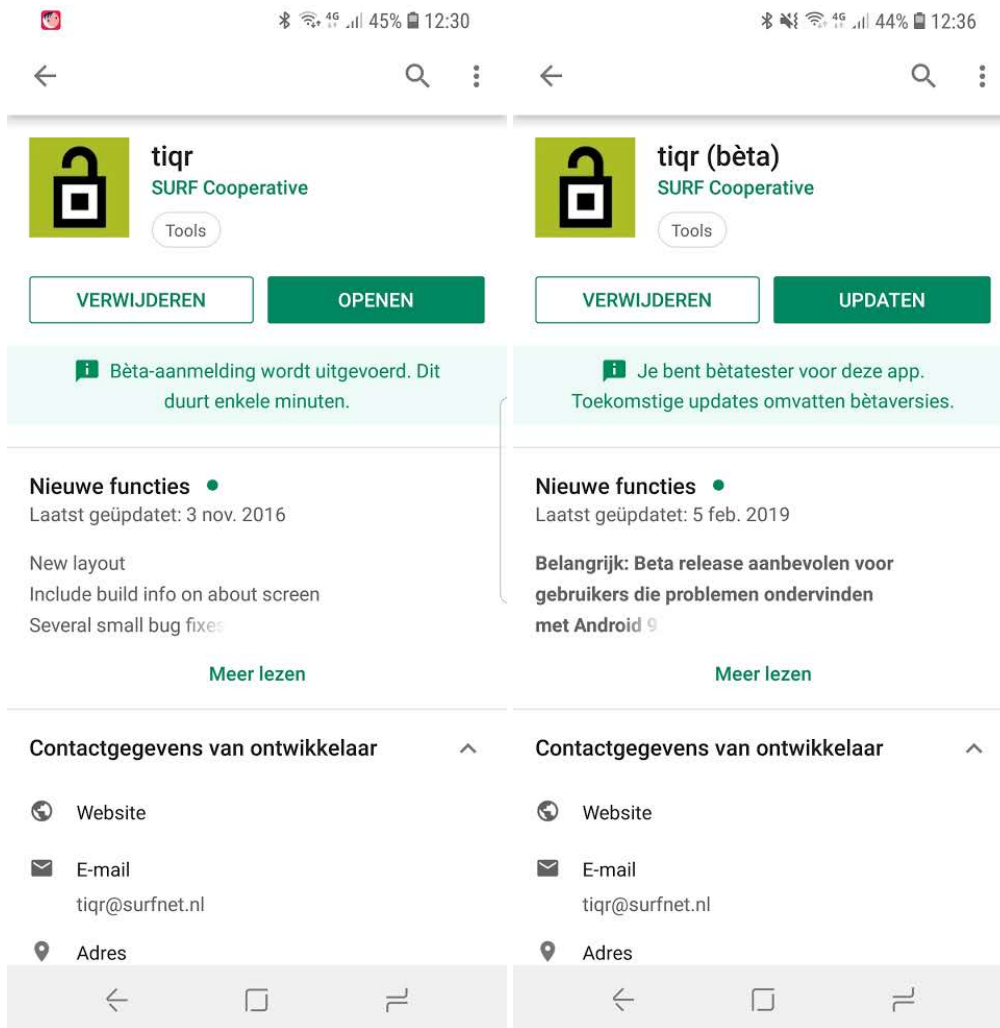 4G 45% 12:30
tiqr
SURF Cooperative
Tools
VERWIJDEREN OPENEN
Bèta-aanmelding wordt uitgevoerd. Dit
duurt enkele minuten.
Nieuwe functies
Laatst geüpdatet: 3 nov. 2016
New layout
Include build info on about screen
Several small bug fixes
Meer lezen
Contactgegevens van ontwikkelaar
Website
E-mail
tiqr@surfnet.nl
Adres
4G 44% 12:36
tiqr (bèta)
SURF Cooperative
Tools
VERWIJDEREN UPDATEN
Je bent bètatester voor deze app.
Toekomstige updates omvatten bètaversies.
Nieuwe functies
Laatst geüpdatet: 5 feb. 2019
Belangrijk: Beta release aanbevolen voor
gebruikers die problemen ondervinden
met Android 9
Meer lezen
Contactgegevens van ontwikkelaar
Website
E-mail
tiqr@surfnet.nl
Adres